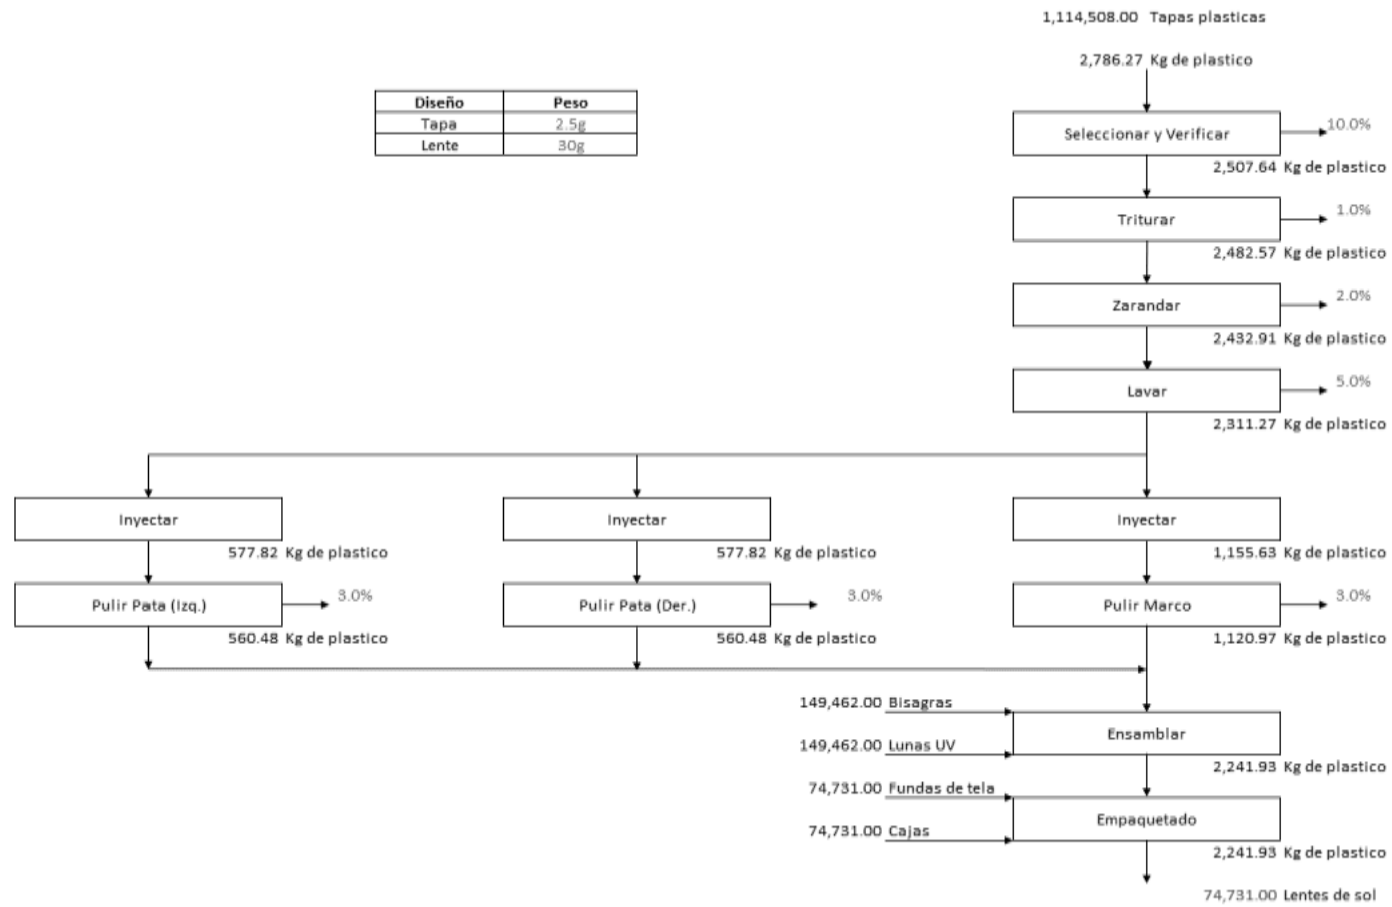 1,114,508.00 Tapas plasticas
2,786.27 Kg de plastico
Diseño Peso
Tapa 2.5g
Lente 30g
Seleccionar y Verificar 10.0%
2,507.64 Kg de plastico
Triturar 1.0%
2,482.57 Kg de plastico
Zarandar 2.0%
2,432.91 Kg de plastico
Lavar 5.0%
2,311.27 Kg de plastico
Inyectar Inyectar Inyectar
577.82 Kg de plastico 577.82 Kg de plastico 1,155.63 Kg de plastico
Pulir Pata (Izq.) 3.0% Pulir Pata (Der.) 3.0% Pulir Marco 3.0%
560.48 Kg de plastico 560.48 Kg de plastico 1,120.97 Kg de plastico
149,462.00 Bisagras
Ensamblar
149,462.00 Lunas UV
2,241.93 Kg de plastico
74,731.00 Fundas de tela
Empaquetado
74,731.00 Cajas
2,241.93 Kg de plastico
74,731.00 Lentes de sol